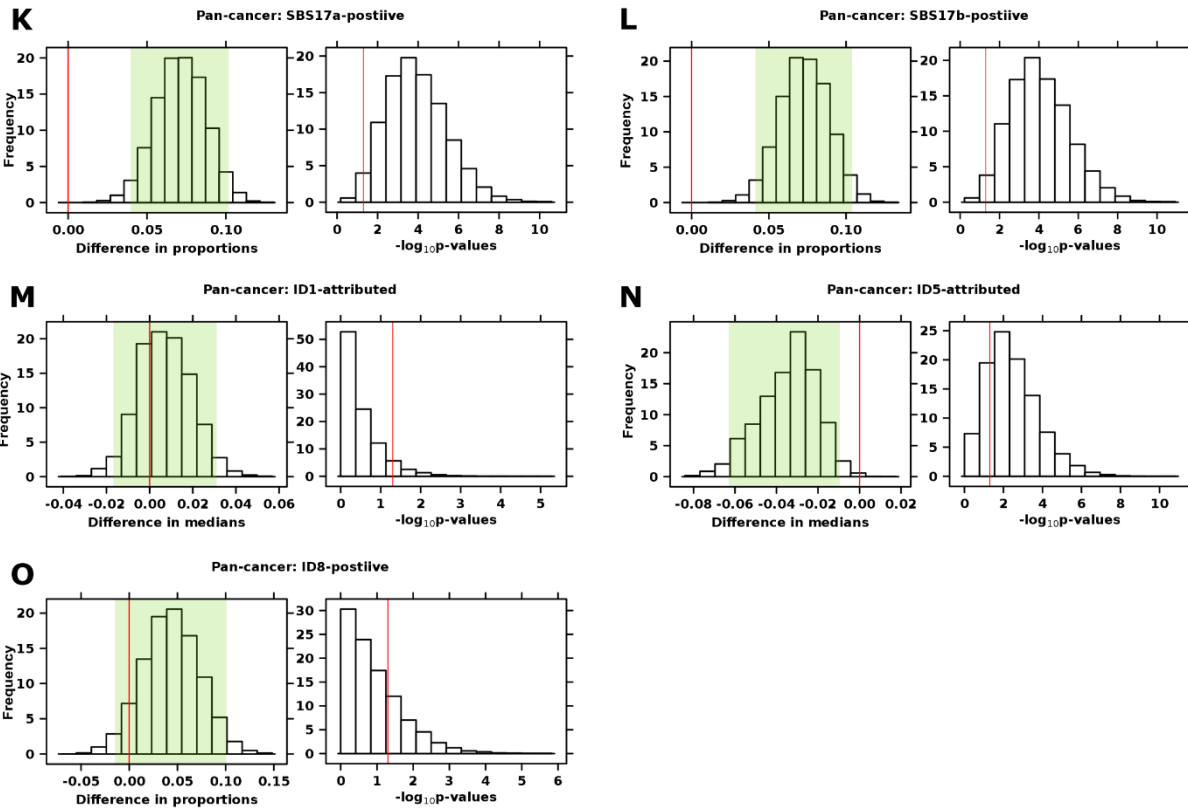 K
Pan-cancer: SBS17a-postiive
Frequency
20
15
10
5
0
0.00 0.05 0.10
Difference in proportions
20
15
10
5
0
0 2 4 6 8 10
-log10p-values
L
Pan-cancer: SBS17b-postiive
Frequency
20
15
10
5
0
0.00 0.05 0.10
Difference in proportions
20
15
10
5
0
0 2 4 6 8 10
-log10p-values
M
Pan-cancer: ID1-attributed
Frequency
20
15
10
5
0
-0.04 -0.02 0.00 0.02 0.04 0.06
Difference in medians
50
40
30
20
10
0
0 1 2 3 4 5
-log10p-values
N
Pan-cancer: ID5-attributed
Frequency
20
15
10
5
0
-0.08 -0.06 -0.04 -0.02 0.00 0.02
Difference in medians
25
20
15
10
5
0
0 2 4 6 8 10
-log10p-values
O
Pan-cancer: ID8-postiive
Frequency
20
15
10
5
0
-0.05 0.00 0.05 0.10 0.15
Difference in proportions
30
25
20
15
10
5
0
0 1 2 3 4 5 6
-log10p-values